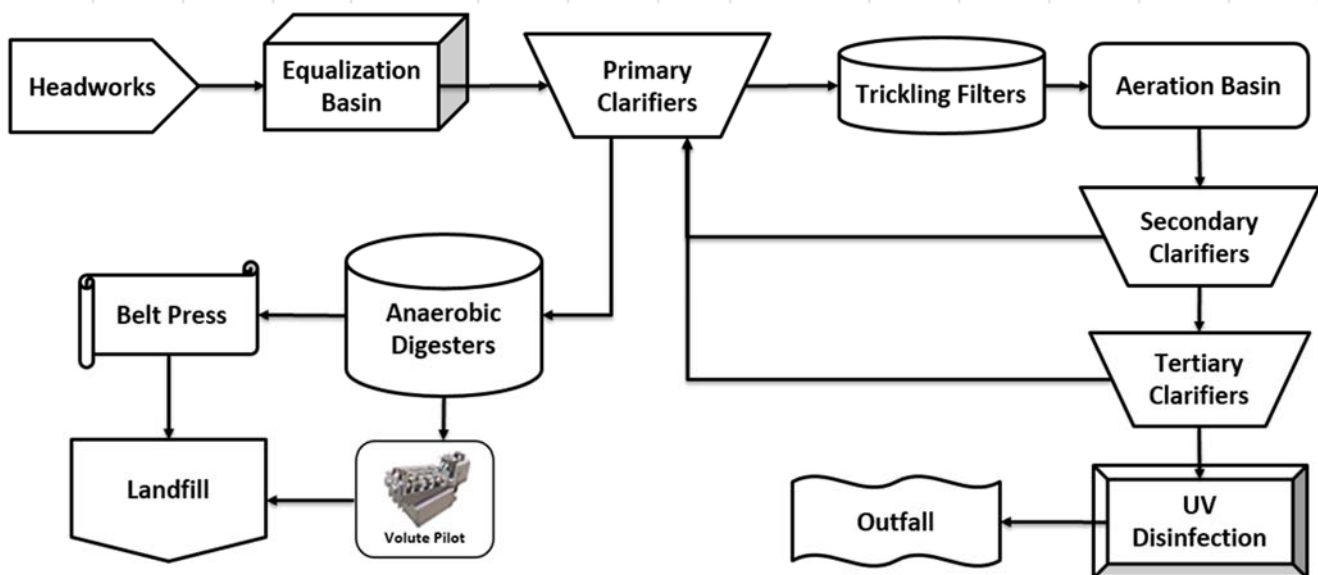 Headworks
Equalization
Basin
Primary
Clarifiers
Trickling Filters
Aeration Basin
Secondary
Clarifiers
Belt Press
Anaerobic
Digesters
Tertiary
Clarifiers
Landfill
Volute Pilot
Outfall
UV
Disinfection